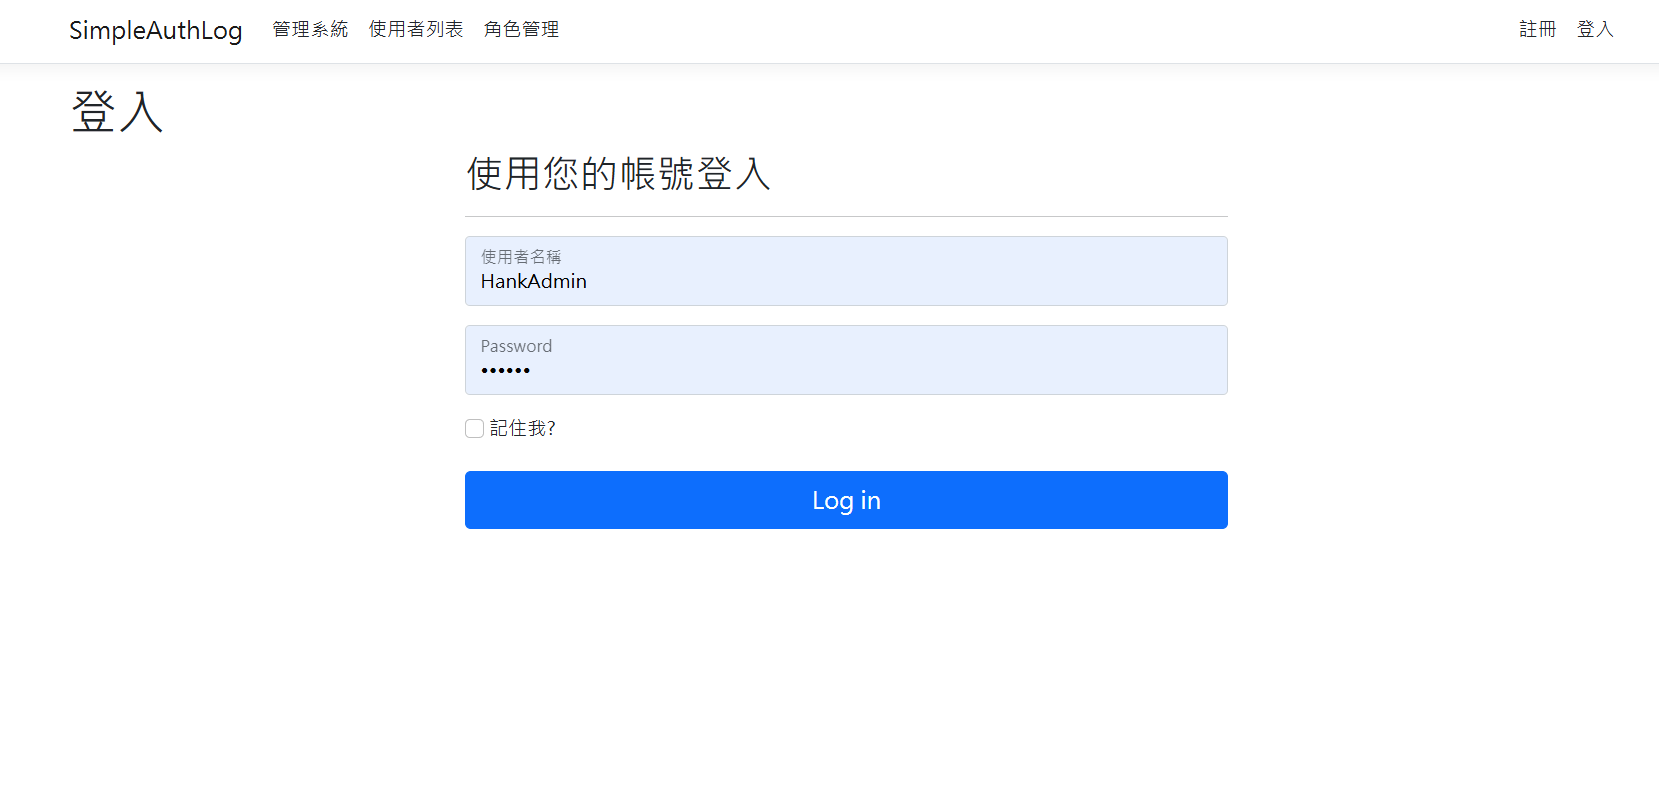 SimpleAuthLog 管理系統 使用者列表 角色管理 註冊 登入
登入
使用您的帳號登入
使用者名稱
HankAdmin
Password
••••••
記住我?
Log in